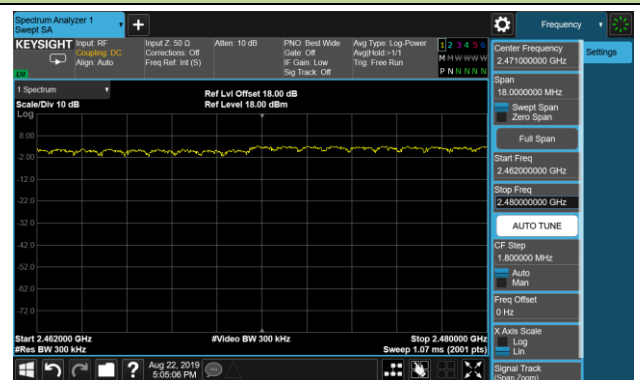 Spectrum Analyzer 1
Swept SA
Frequency
KEYSIGHT
Input: RF
Coupling: DC
Align: Auto
Input Z: 50 Ω
Corrections: Off
Freq Ref: Int (S)
Atten: 10 dB
PNO: Best Wide
Gate: Off
IF Gain: Low
Sig Track: Off
Avg Type: Log-Power
Avg|Hold:>1/1
Trig: Free Run
1 2 3 4 5 6
M W W W W W
P N N N N N
Center Frequency
2.471000000 GHz
Settings
Span
18.0000000 MHz
Swept Span
Zero Span
Full Span
Start Freq
2.462000000 GHz
Stop Freq
2.480000000 GHz
AUTO TUNE
CF Step
1.800000 MHz
Auto
Man
Freq Offset
0 Hz
X Axis Scale
Log
Lin
Signal Track
(Span Zoom)
1 Spectrum
Scale/Div 10 dB
Ref Lvl Offset 18.00 dB
Ref Level 18.00 dBm
Log
8.00
-2.00
-12.0
-22.0
-32.0
-42.0
-52.0
-62.0
-72.0
Start 2.462000 GHz
#Res BW 300 kHz
#Video BW 300 kHz
Stop 2.480000 GHz
Sweep 1.07 ms (2001 pts)
Aug 22, 2019
5:05:06 PM